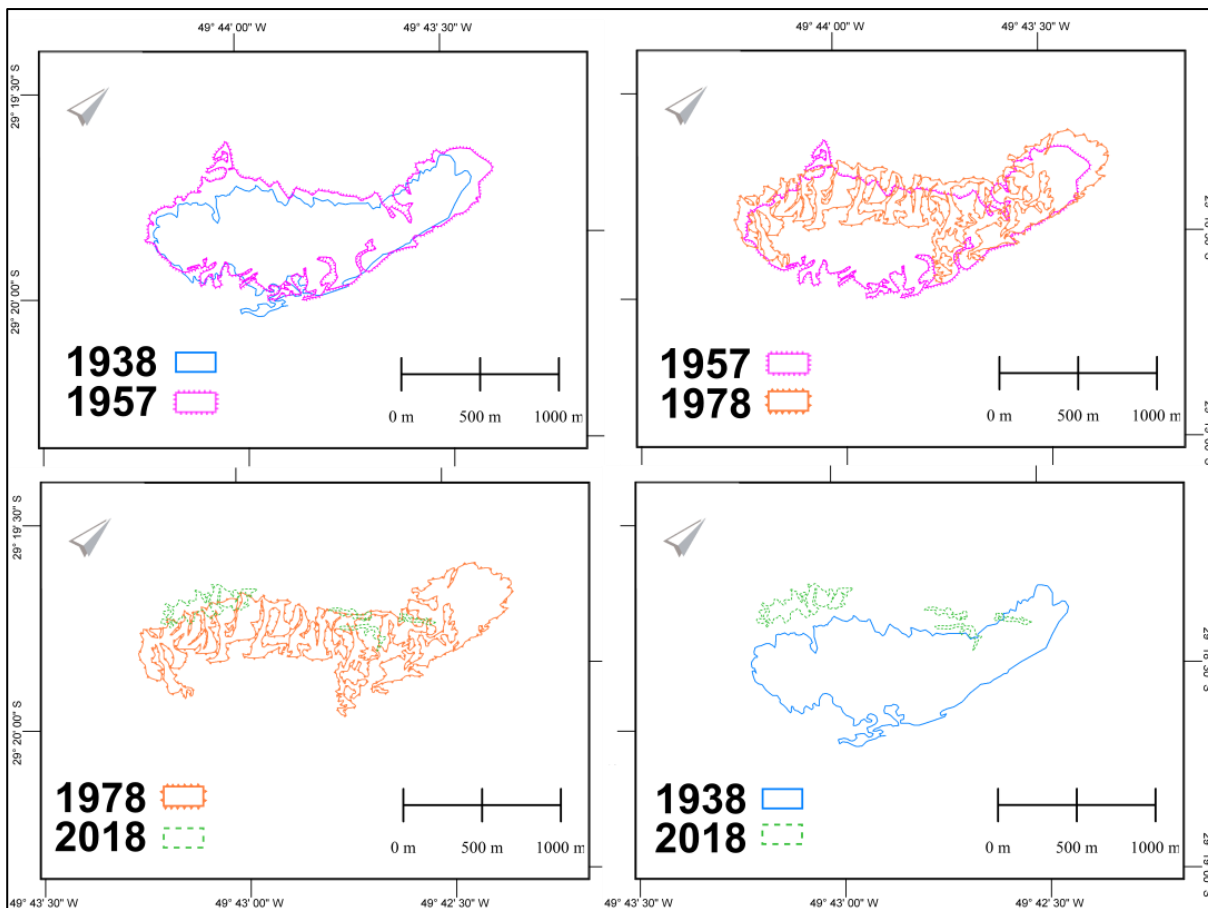 49° 44' 00" W
49° 43' 30" W
49° 44' 00" W
49° 43' 30" W
29° 19' 30" S
29° 20' 00" S
1938
1957
0 m
500 m
1000 m
1957
1978
0 m
500 m
1000 m
29° 19' 30" S
29° 20' 00" S
1978
2018
0 m
500 m
1000 m
1938
2018
0 m
500 m
1000 m
49° 43' 30" W
49° 43' 00" W
49° 42' 30" W
49° 43' 30" W
49° 43' 00" W
49° 42' 30" W